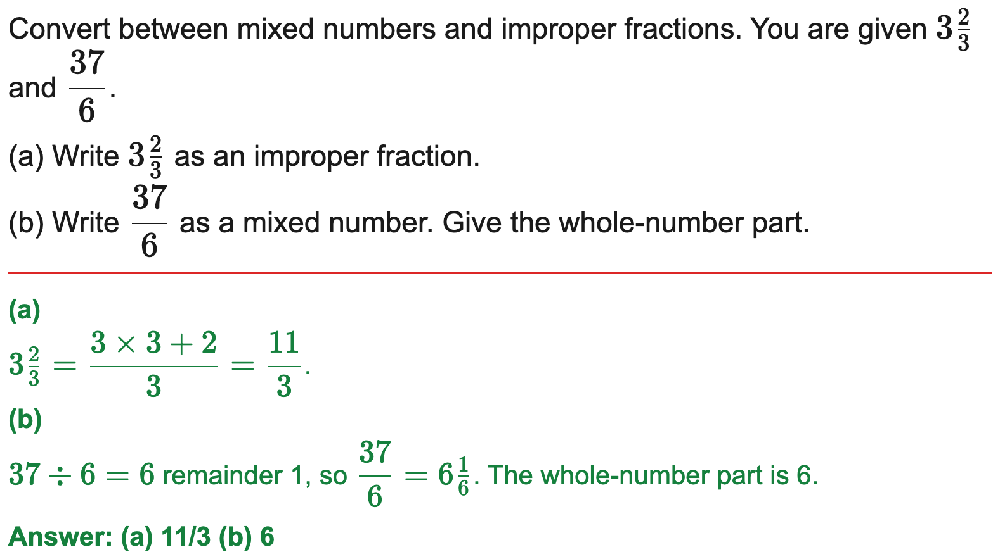 Convert between mixed numbers and improper fractions. You are given $3\frac{2}{3}$
and $\dfrac{37}{6}$.
(a) Write $3\frac{2}{3}$ as an improper fraction.
(b) Write $\dfrac{37}{6}$ as a mixed number. Give the whole-number part.
(a)
$3\frac{2}{3} = \dfrac{3 \times 3 + 2}{3} = \dfrac{11}{3}$.
(b)
$37 \div 6 = 6$ remainder 1, so $\dfrac{37}{6} = 6\frac{1}{6}$. The whole-number part is 6.
Answer: (a) 11/3 (b) 6